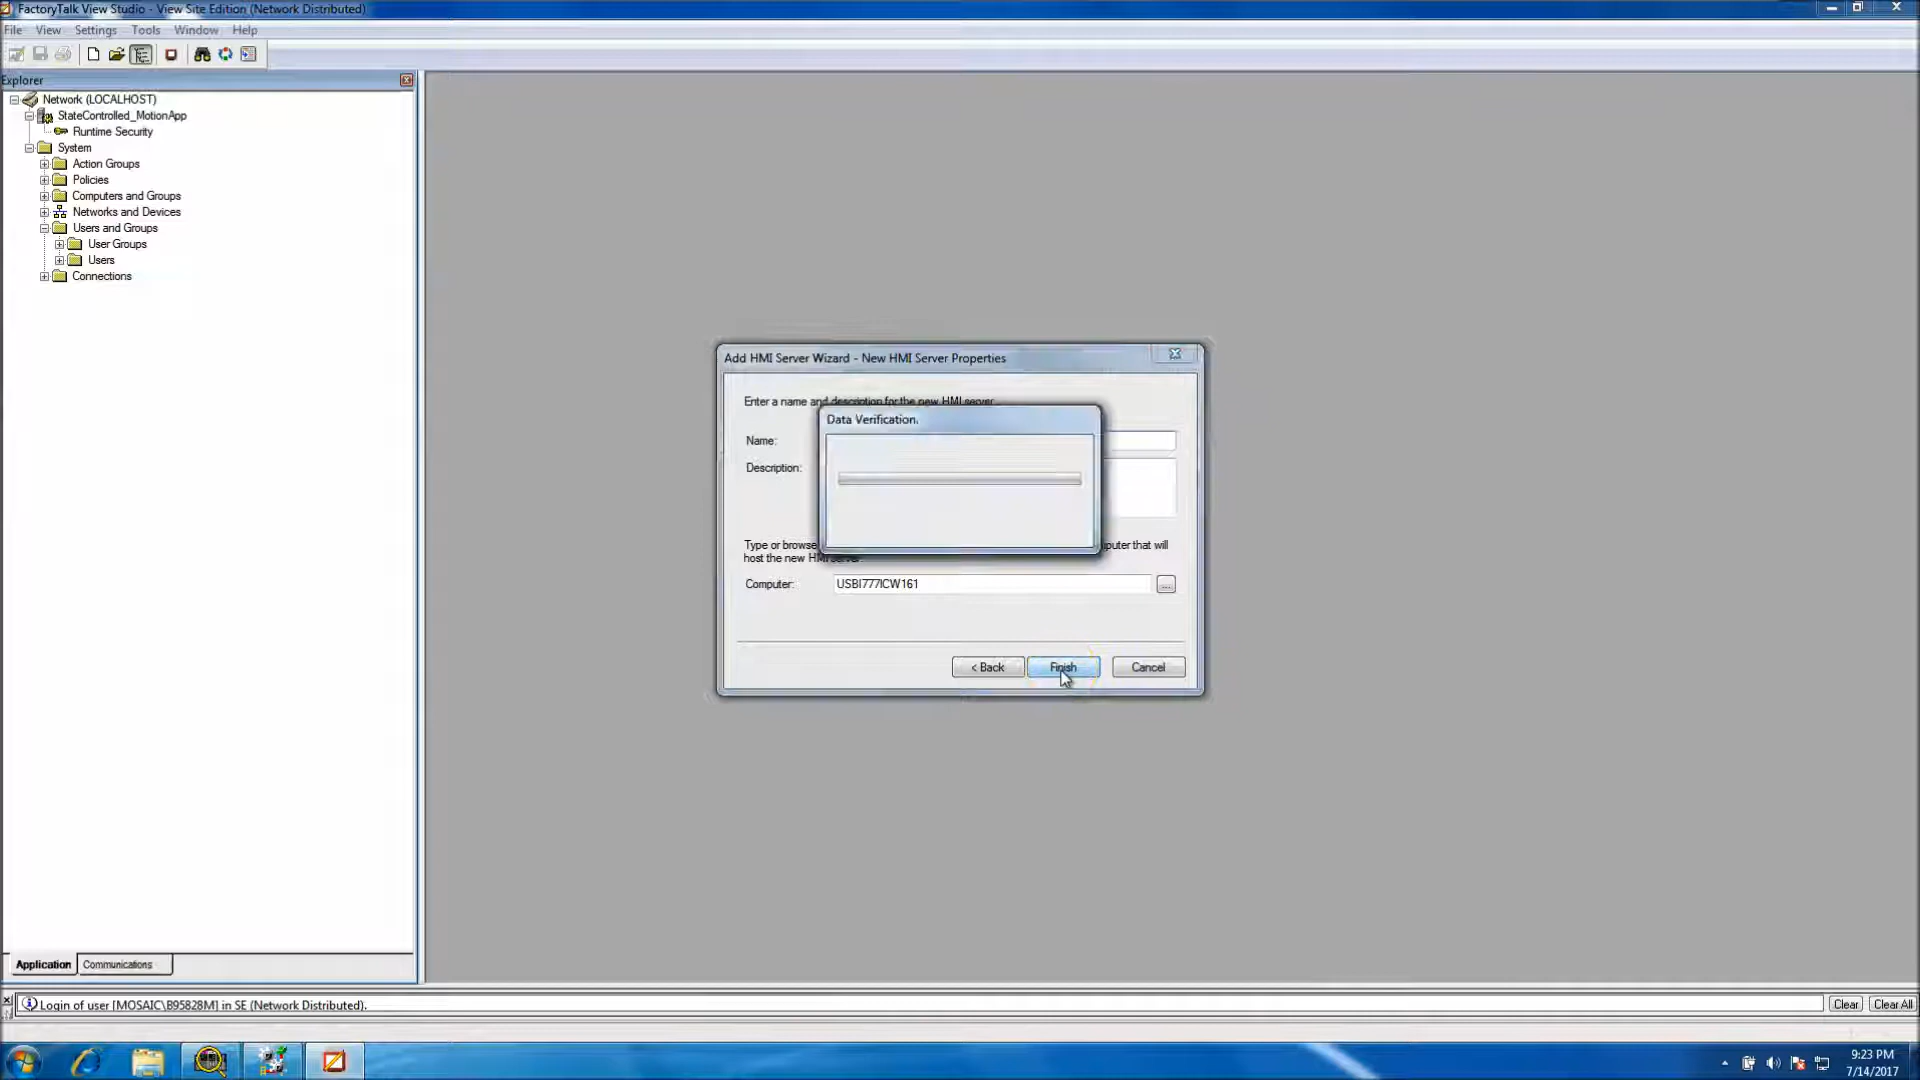 FactoryTalk View Studio - View Site Edition (Network Distributed)
File View Settings Tools Window Help
Explorer
Network (LOCALHOST)
StateControlled_MotionApp
Runtime Security
System
Action Groups
Policies
Computers and Groups
Networks and Devices
Users and Groups
User Groups
Users
Connections
Add HMI Server Wizard - New HMI Server Properties
Enter a name and description for the new HMI server.
Data Verification.
Name:
Description:
Type or browse
puter that will
host the new HMI server
Computer: USBI777ICW161 ...
< Back Finish Cancel
Application Communications
Login of user [MOSAIC\B95828M] in SE (Network Distributed).
Clear Clear All
9:23 PM
7/14/2017